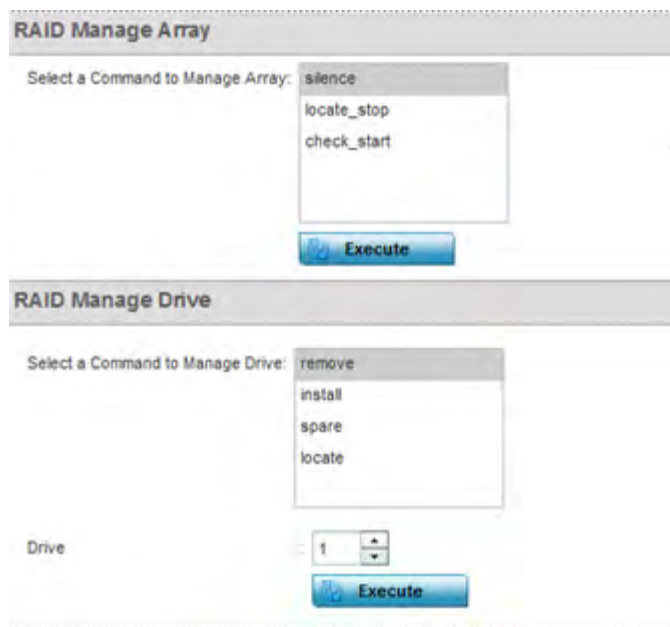 RAID Manage Array
Select a Command to Manage Array: silence
locate_stop
check_start
Execute
RAID Manage Drive
Select a Command to Manage Drive: remove
install
spare
locate
Drive : 1
Execute